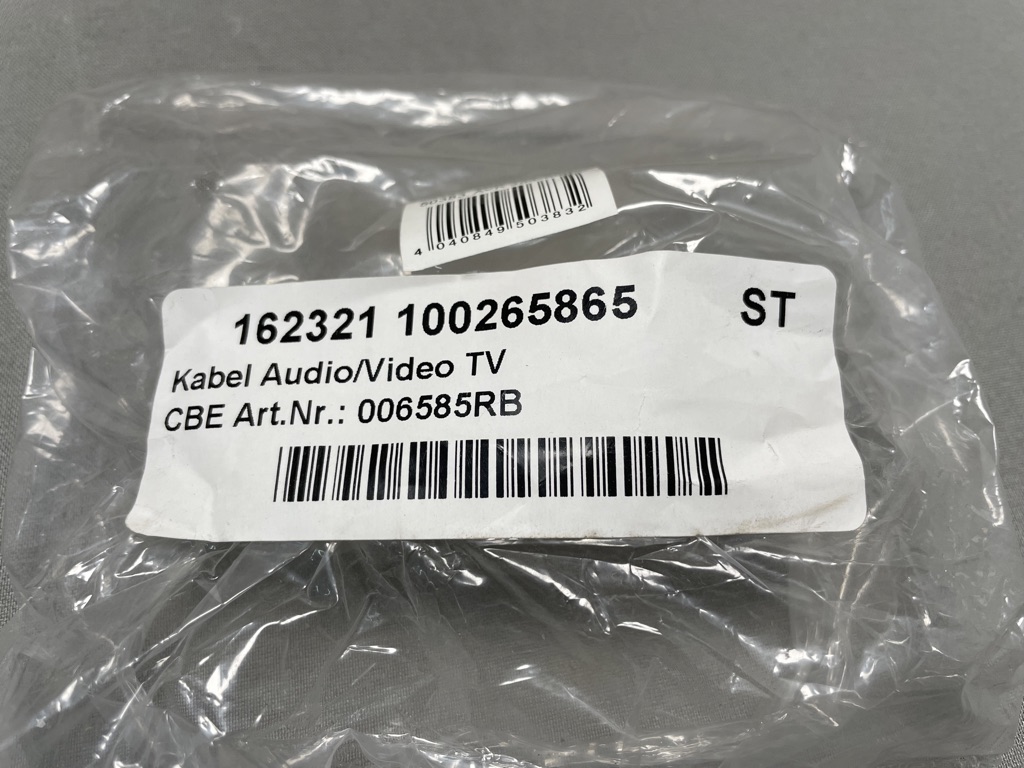 4 040849 503832
162321 100265865 ST
Kabel Audio/Video TV
CBE Art.Nr.: 006585RB